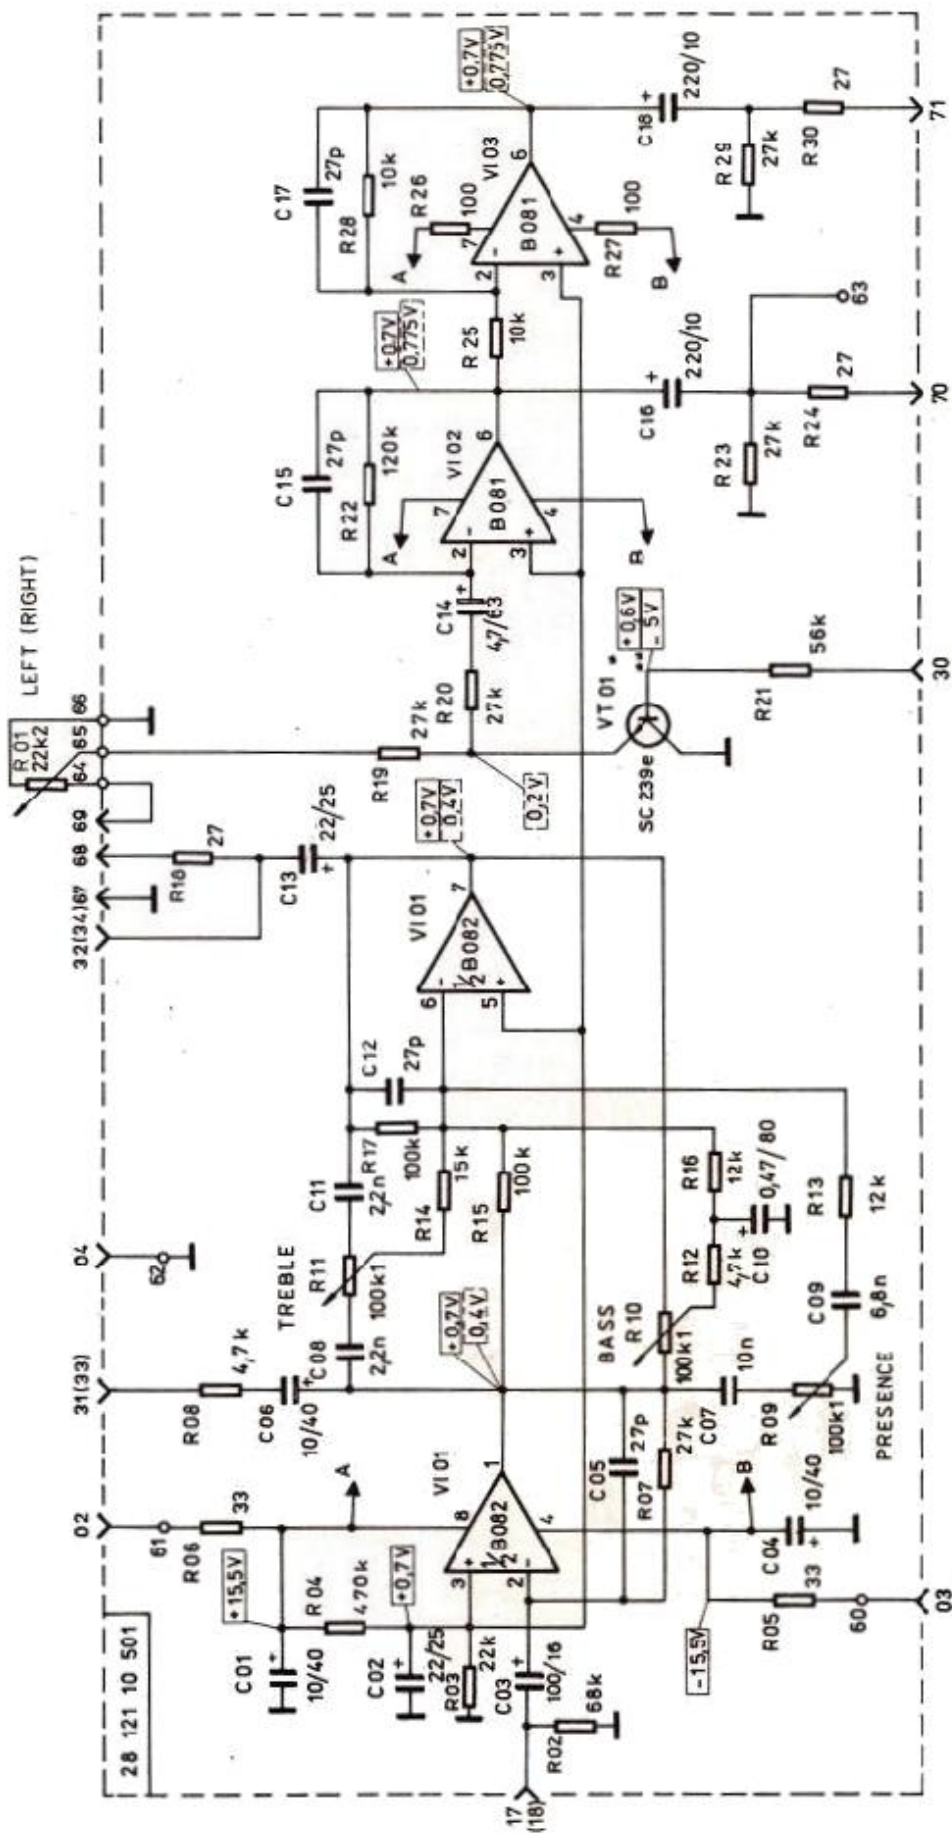 28 121 10 501
02
31(33)
04
32(34)
67
68
69
64
65
66
LEFT (RIGHT)
R 01
22k2
61
R06
33
+15,5V
C01
10/40
R04
470k
+0,7V
C02
22/25
R03
22k
C03
100/16
R02
68k
17
(18)
A
VI 01
½B082
8
3
2
1
4
+
-
R08
4,7k
C06
10/40
TREBLE
C08
2,2n
R11
100k1
C11
2,2n
62
R17
100k
C12
27p
R14
15k
R15
100k
+0,7V
0,4V
C05
27p
R07
27k
BASS
R10
100k1
R12
4,7k
C10
0,47/80
R16
12k
C07
10n
R09
100k1
PRESENCE
C09
6,8n
R13
12k
B
C04
10/40
-15,5V
R05
33
60
03
VI 01
½B082
6
5
7
+0,7V
0,4V
R18
27
C13
22/25
R19
27k
R20
27k
C14
4,7/63
0,2V
VT01*
SC 239e
**
+0,6V
-5V
R21
56k
30
C15
27p
R22
120k
A
VI 02
B081
7
2
3
6
4
B
+0,7V
0,775V
R25
10k
C16
220/10
R23
27k
R24
27
63
70
C17
27p
R28
10k
A
R26
100
VI 03
B081
7
2
3
6
4
R27
100
B
+0,7V
0,775V
C18
220/10
R29
27k
R30
27
71